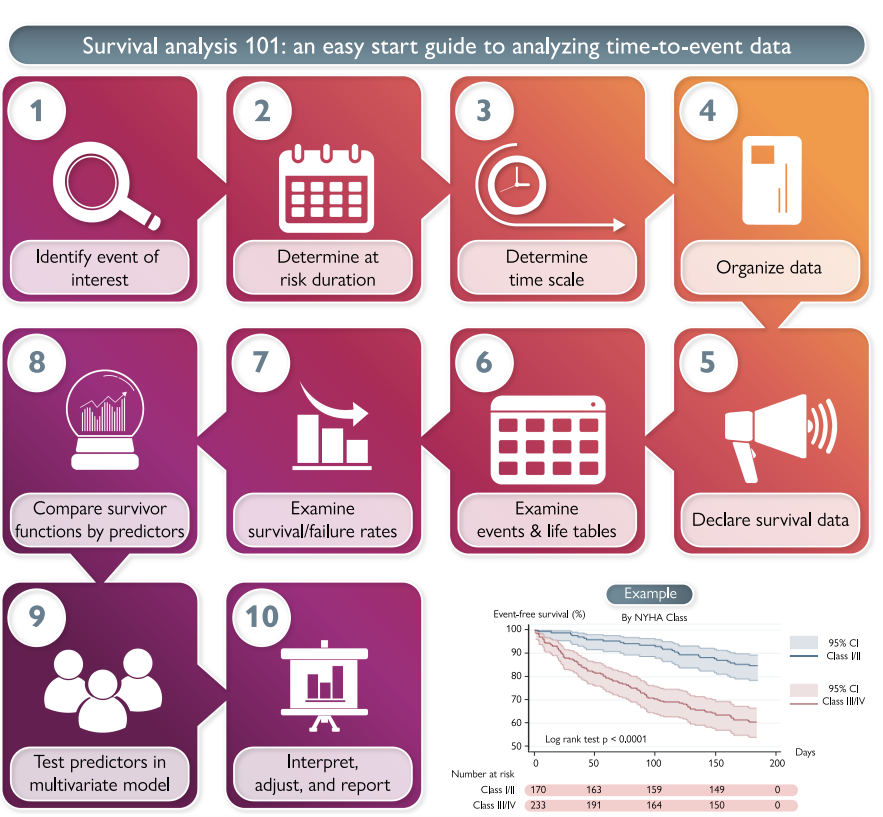 Survival analysis 101: an easy start guide to analyzing time-to-event data
1
Identify event of
interest
2
Determine at
risk duration
3
Determine
time scale
4
Organize data
5
Declare survival data
6
Examine
events & life tables
7
Examine
survival/failure rates
8
Compare survivor
functions by predictors
9
Test predictors in
multivariate model
10
Interpret,
adjust, and report
Example
Event-free survival (%)
By NYHA Class
100
90
80
70
60
50
Log rank test p < 0.0001
0 50 100 150 200
Days
95% CI
Class I/II
95% CI
Class III/IV
Number at risk
Class I/II 170 163 159 149 0
Class III/IV 233 191 164 150 0